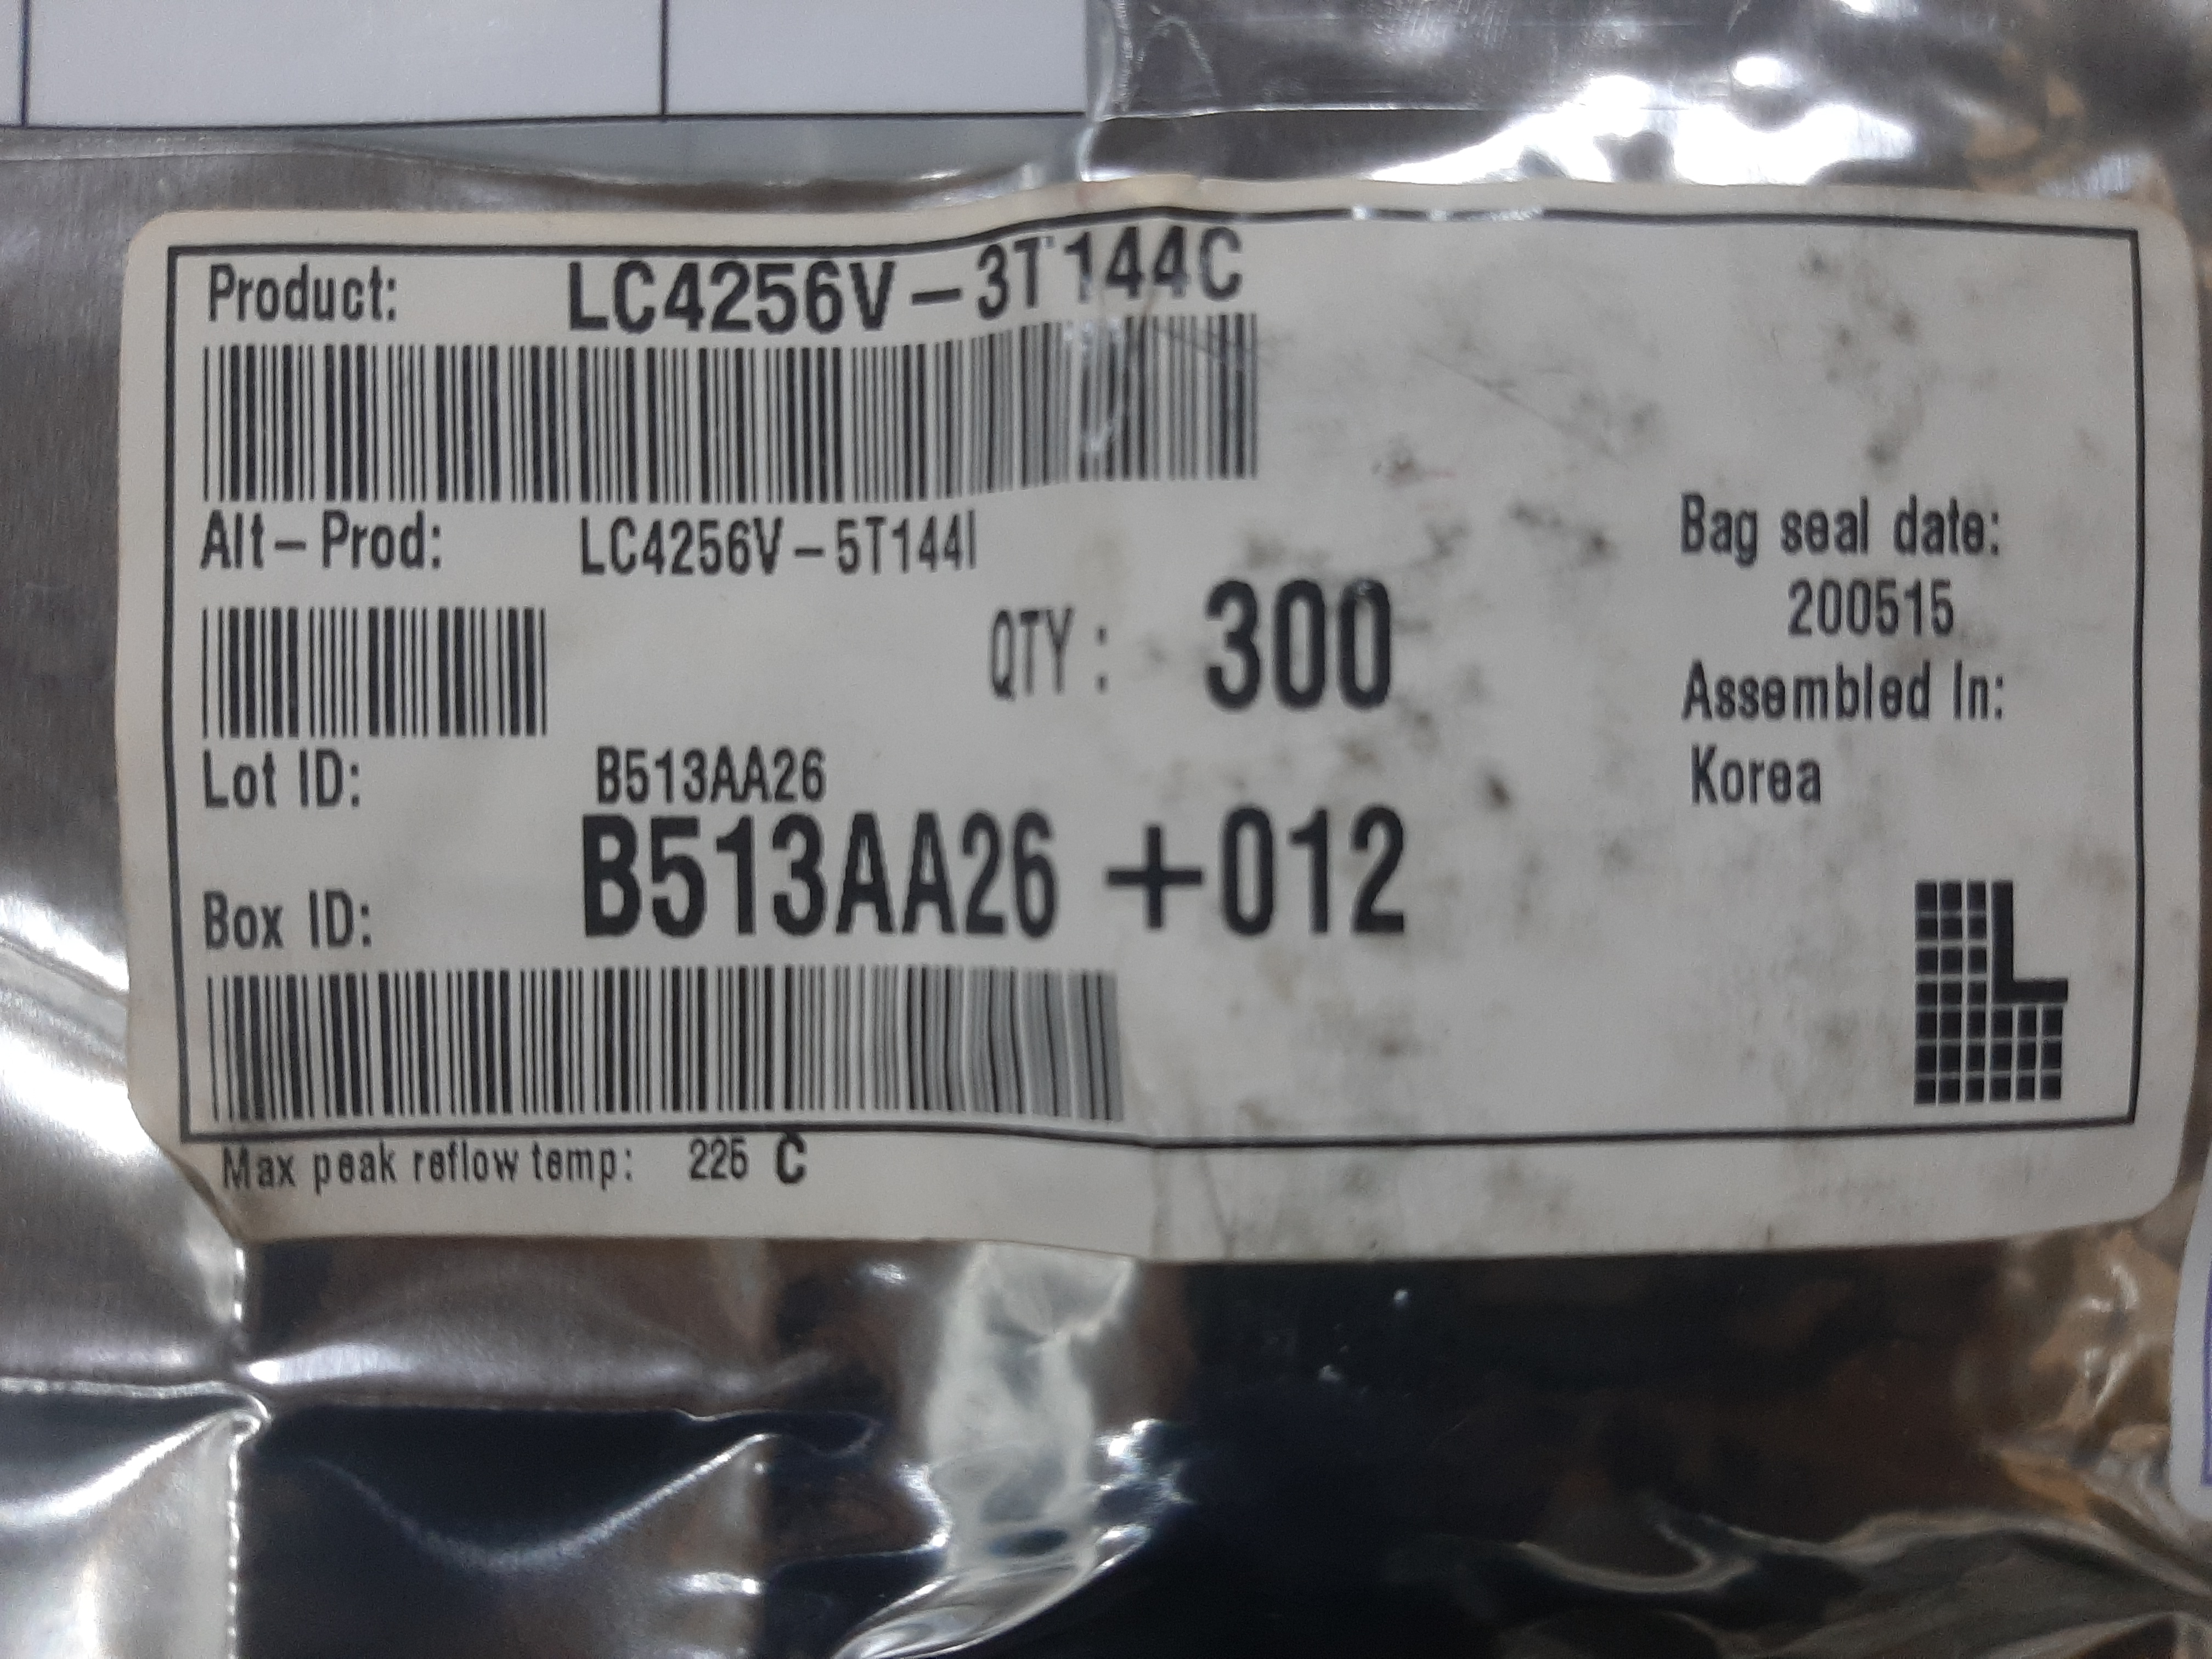 Product: LC4256V-3T144C
Alt-Prod: LC4256V-5T144I
QTY: 300
Bag seal date:
200515
Assembled In:
Korea
Lot ID: B513AA26
Box ID: B513AA26 +012
L
Max peak reflow temp: 225 C